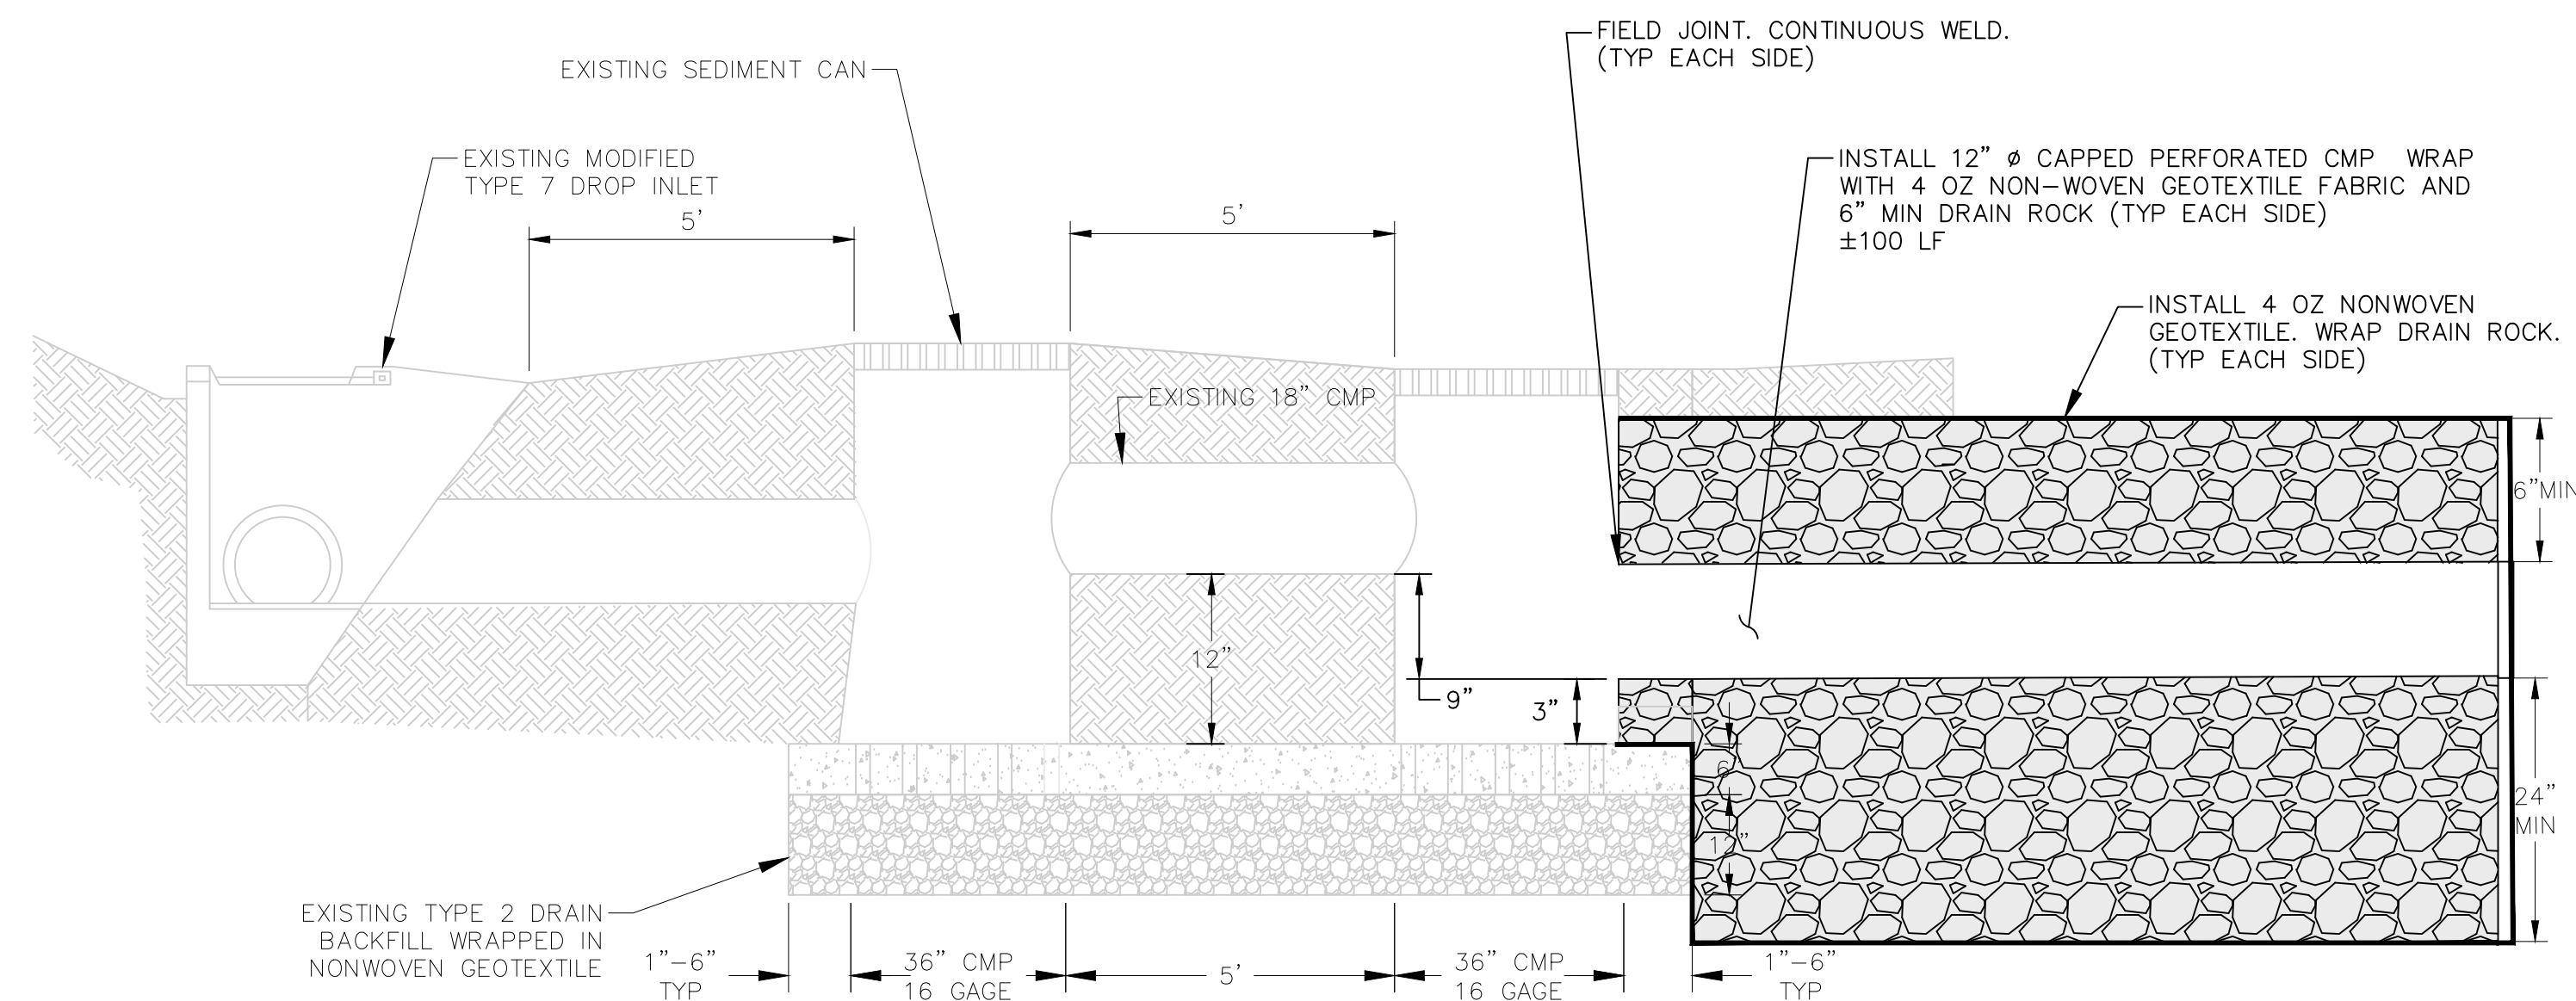 FIELD JOINT. CONTINUOUS WELD.
(TYP EACH SIDE)
EXISTING SEDIMENT CAN
EXISTING MODIFIED
TYPE 7 DROP INLET
INSTALL 12" ø CAPPED PERFORATED CMP WRAP
WITH 4 OZ NON-WOVEN GEOTEXTILE FABRIC AND
6" MIN DRAIN ROCK (TYP EACH SIDE)
±100 LF
5'
5'
INSTALL 4 OZ NONWOVEN
GEOTEXTILE. WRAP DRAIN ROCK.
(TYP EACH SIDE)
EXISTING 18" CMP
6"MIN
12"
9"
3"
6"
12"
24"
MIN
EXISTING TYPE 2 DRAIN
BACKFILL WRAPPED IN
NONWOVEN GEOTEXTILE
1"-6"
TYP
36" CMP
16 GAGE
5'
36" CMP
16 GAGE
1"-6"
TYP